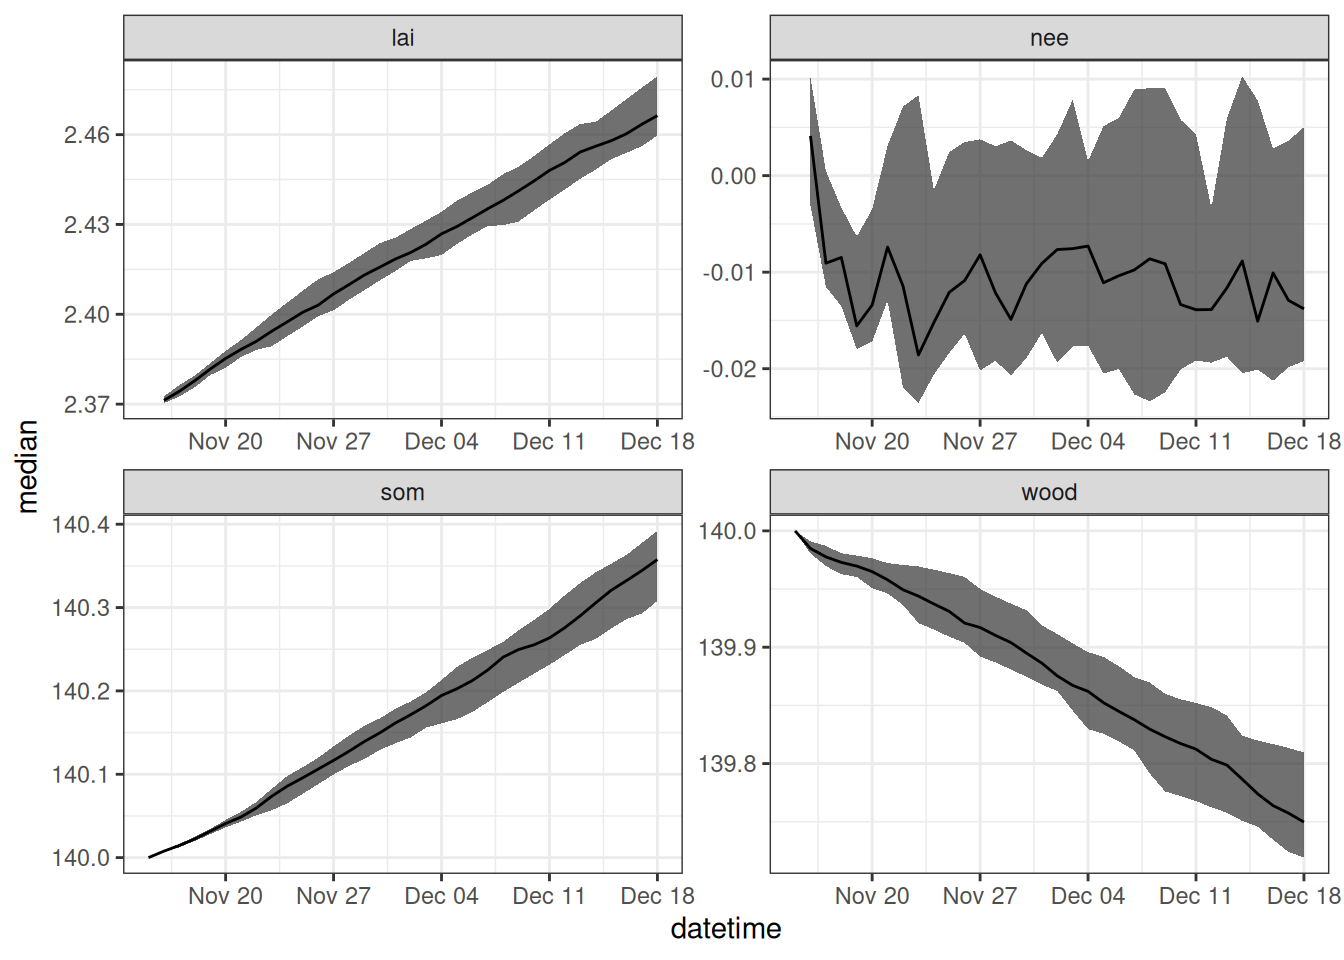 lai
nee
2.46
2.43
2.40
2.37
0.01
0.00
-0.01
-0.02
Nov 20 Nov 27 Dec 04 Dec 11 Dec 18
Nov 20 Nov 27 Dec 04 Dec 11 Dec 18
median
som
wood
140.4
140.3
140.2
140.1
140.0
140.0
139.9
139.8
Nov 20 Nov 27 Dec 04 Dec 11 Dec 18
Nov 20 Nov 27 Dec 04 Dec 11 Dec 18
datetime